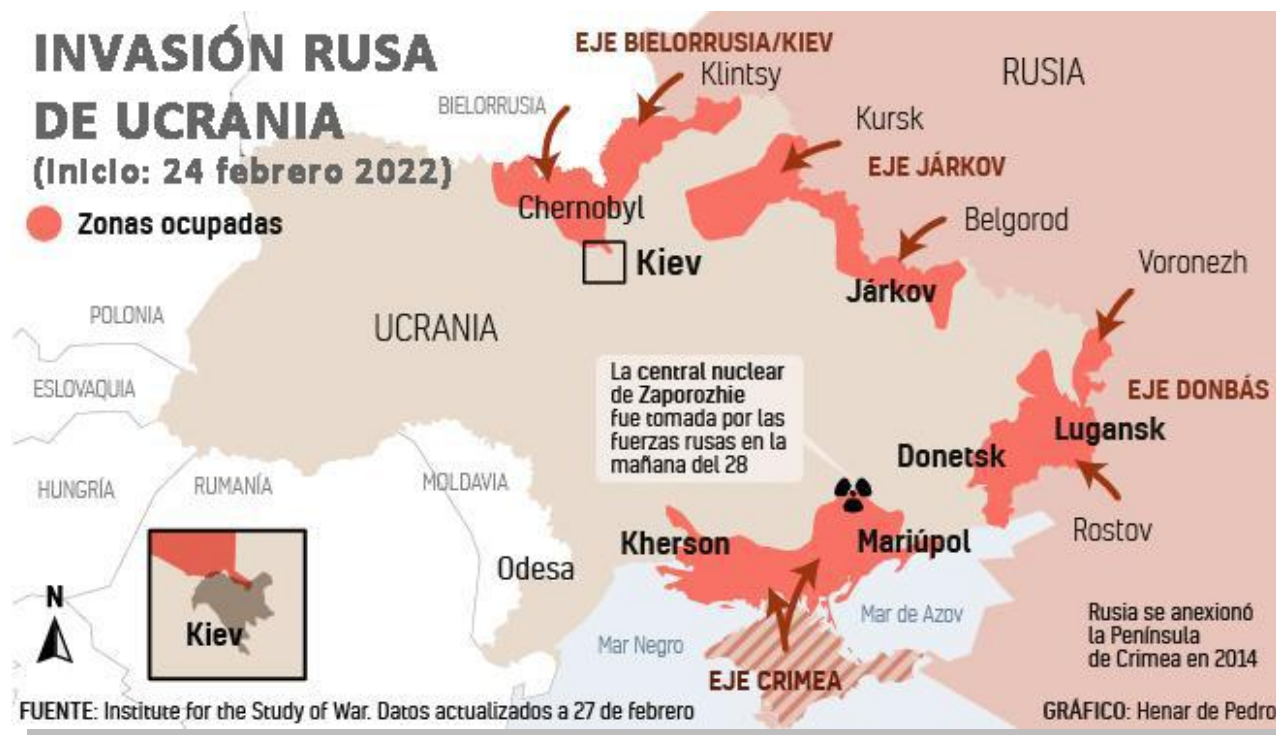 INVASIÓN RUSA
DE UCRANIA
(Inicio: 24 febrero 2022)
Zonas ocupadas
EJE BIELORRUSIA/KIEV
Klintsy
RUSIA
BIELORRUSIA
Kursk
EJE JÁRKOV
Chernobyl
Belgorod
Kiev
Voronezh
Járkov
POLONIA
UCRANIA
ESLOVAQUIA
La central nuclear
de Zaporozhie
fue tomada por las
fuerzas rusas en la
mañana del 28
EJE DONBÁS
Lugansk
Donetsk
HUNGRÍA
RUMANÍA
MOLDAVIA
Rostov
Kherson
Mariúpol
Odesa
N
Kiev
Mar Negro
Mar de Azov
Rusia se anexionó
la Península
de Crimea en 2014
EJE CRIMEA
FUENTE: Institute for the Study of War. Datos actualizados a 27 de febrero
GRÁFICO: Henar de Pedro